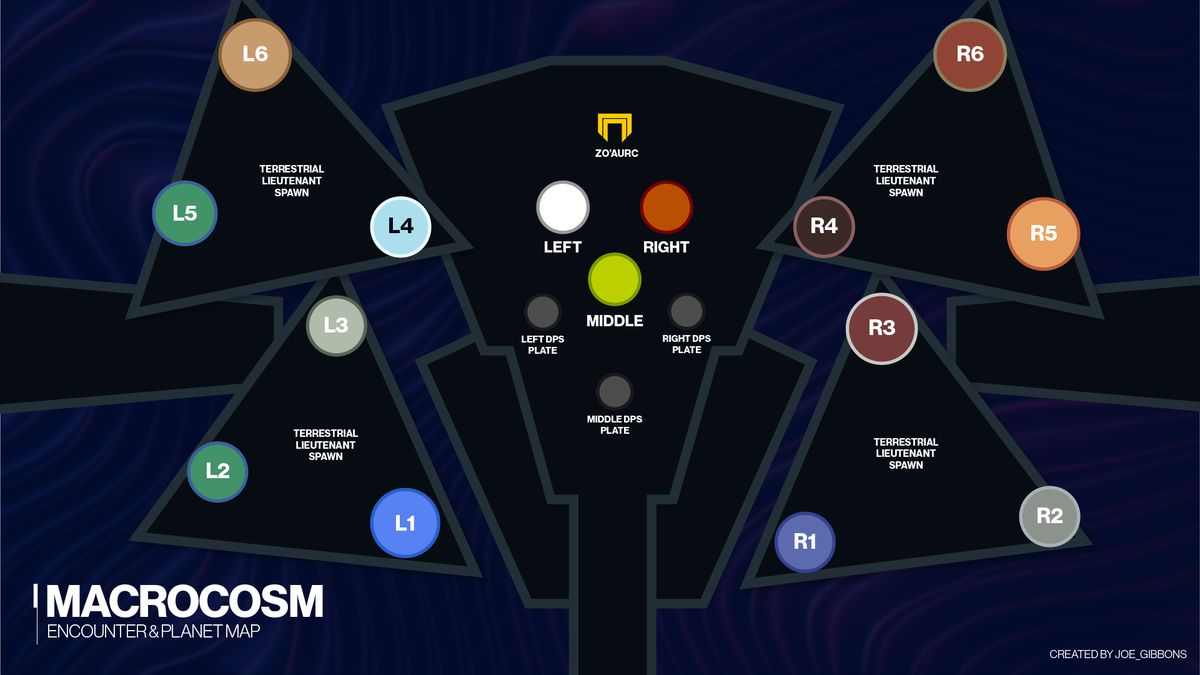 L6
R6
ZO'AURC
TERRESTRIAL
LIEUTENANT
SPAWN
TERRESTRIAL
LIEUTENANT
SPAWN
L5
L4
R4
R5
LEFT
RIGHT
MIDDLE
L3
R3
LEFT DPS
PLATE
RIGHT DPS
PLATE
MIDDLE DPS
PLATE
TERRESTRIAL
LIEUTENANT
SPAWN
TERRESTRIAL
LIEUTENANT
SPAWN
L2
L1
R1
R2
MACROCOSM
ENCOUNTER & PLANET MAP
CREATED BY JOE_GIBBONS